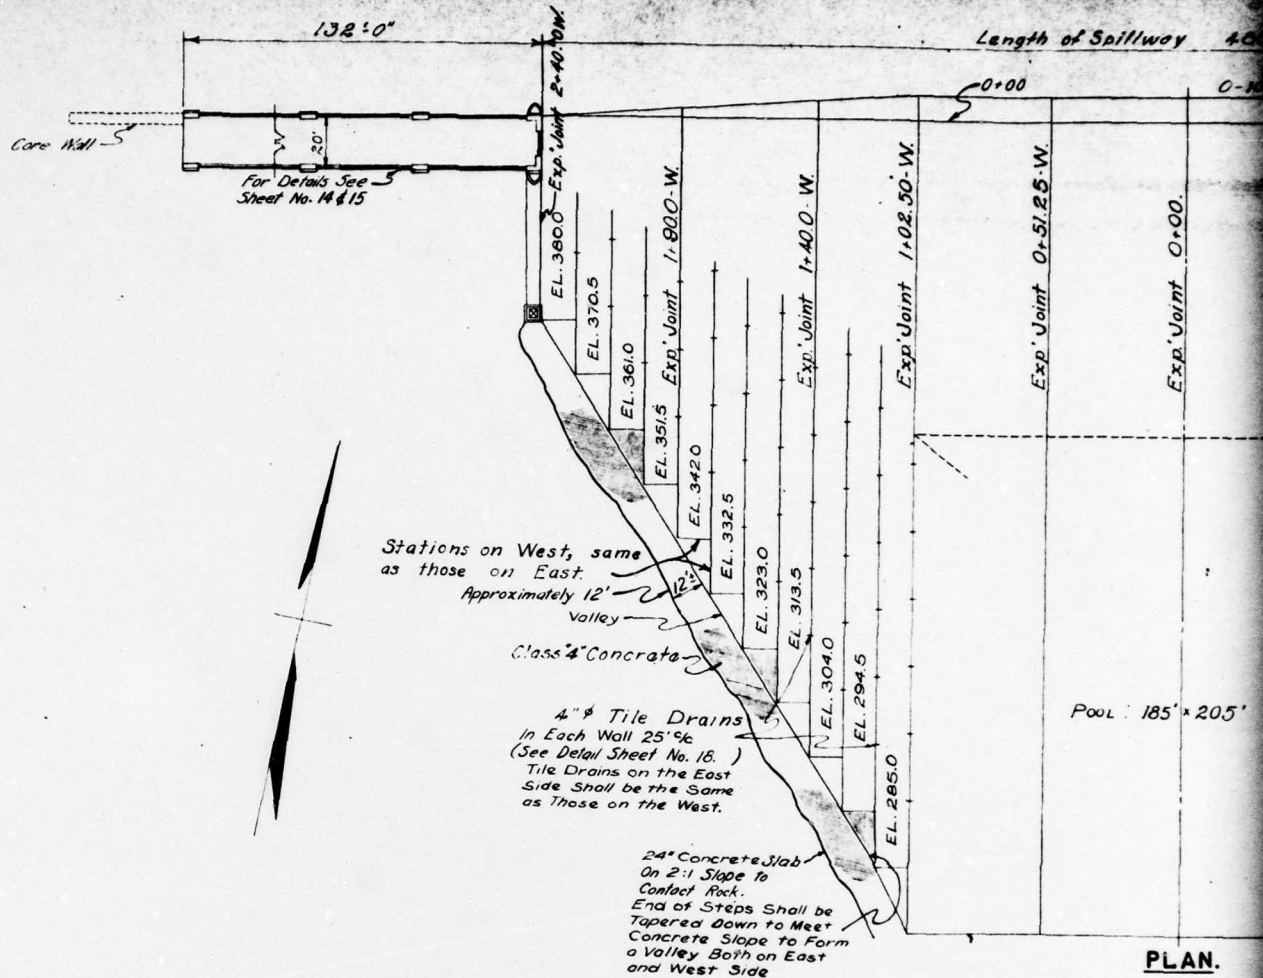 132'-0"
Length of Spillway
0+00
Core Wall
20'
For Details See
Sheet No. 14 & 15
Exp. Joint 2+40.0W.
EL. 380.0
EL. 370.5
EL. 361.0
EL. 351.5
Exp. Joint 1+80.0-W.
EL. 342.0
EL. 332.5
EL. 323.0
EL. 313.5
Exp. Joint 1+40.0-W.
EL. 304.0
EL. 294.5
EL. 285.0
Exp. Joint 1+02.50-W.
Exp. Joint 0+51.25-W.
Exp. Joint 0+00.
Stations on West, same
as those on East.
Approximately 12'
12'±
Valley
Class "4" Concrete
4"φ Tile Drains
In Each Wall 25' c/c
(See Detail Sheet No. 16. )
Tile Drains on the East
Side Shall be the Same
as Those on the West.
POOL : 185' x 205'
24" Concrete Slab
On 2:1 Slope to
Contact Rock.
End of Steps Shall be
Tapered Down to Meet
Concrete Slope to Form
a Valley Both on East
and West Side
PLAN.